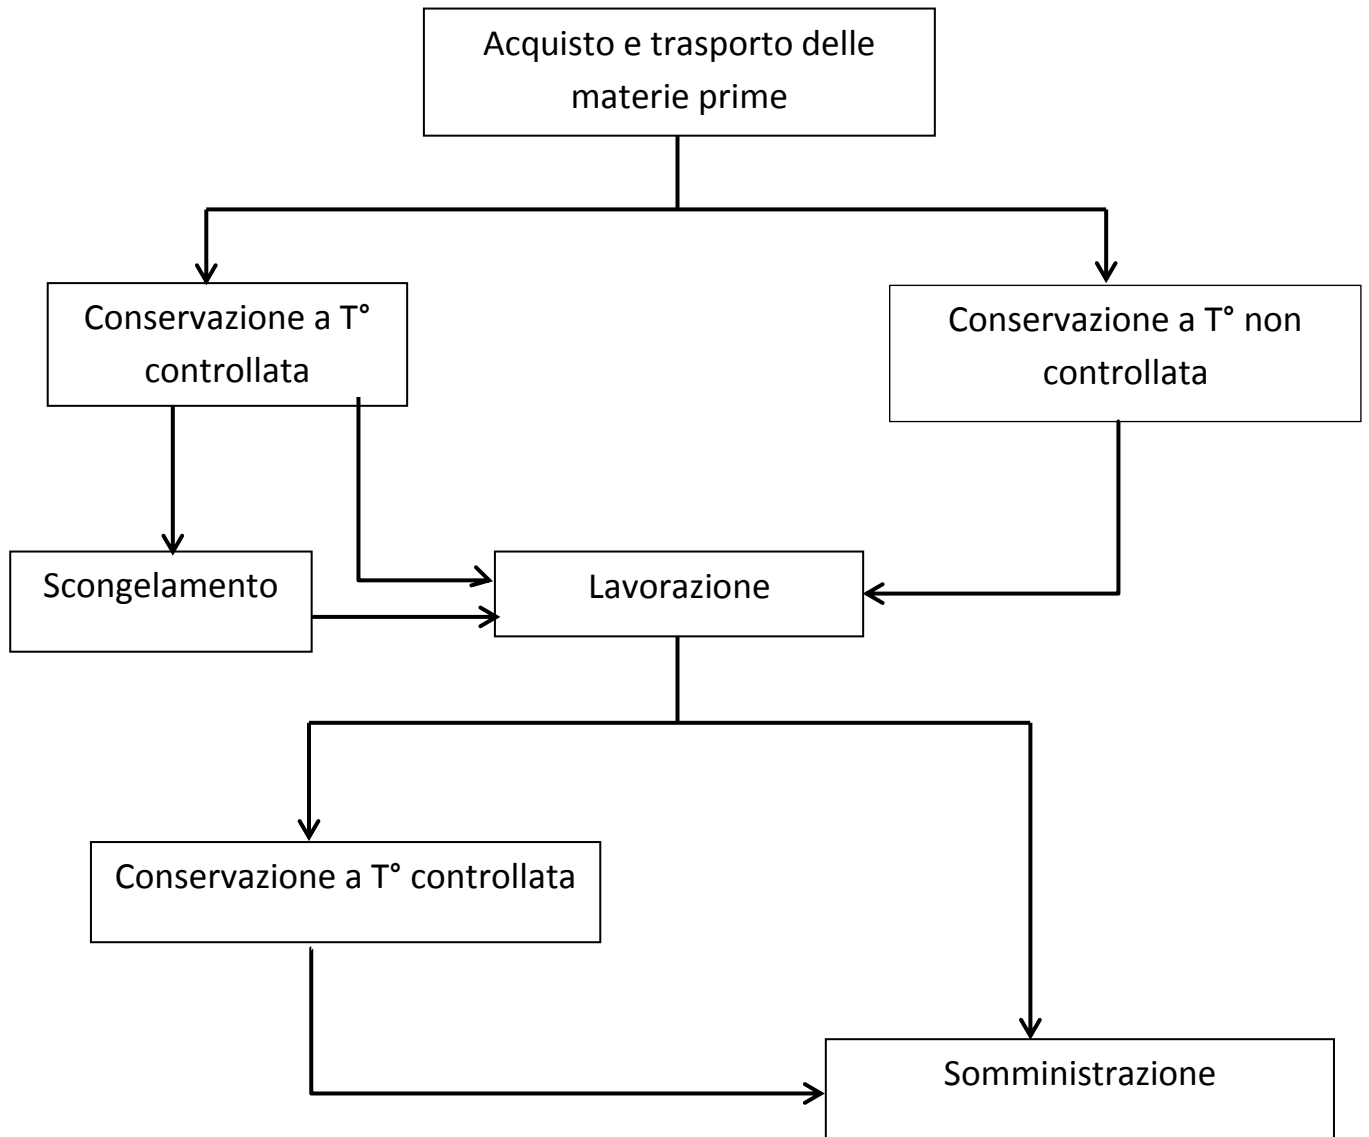 Acquisto e trasporto delle
materie prime
Conservazione a T°
controllata
Conservazione a T° non
controllata
Scongelamento
Lavorazione
Conservazione a T° controllata
Somministrazione